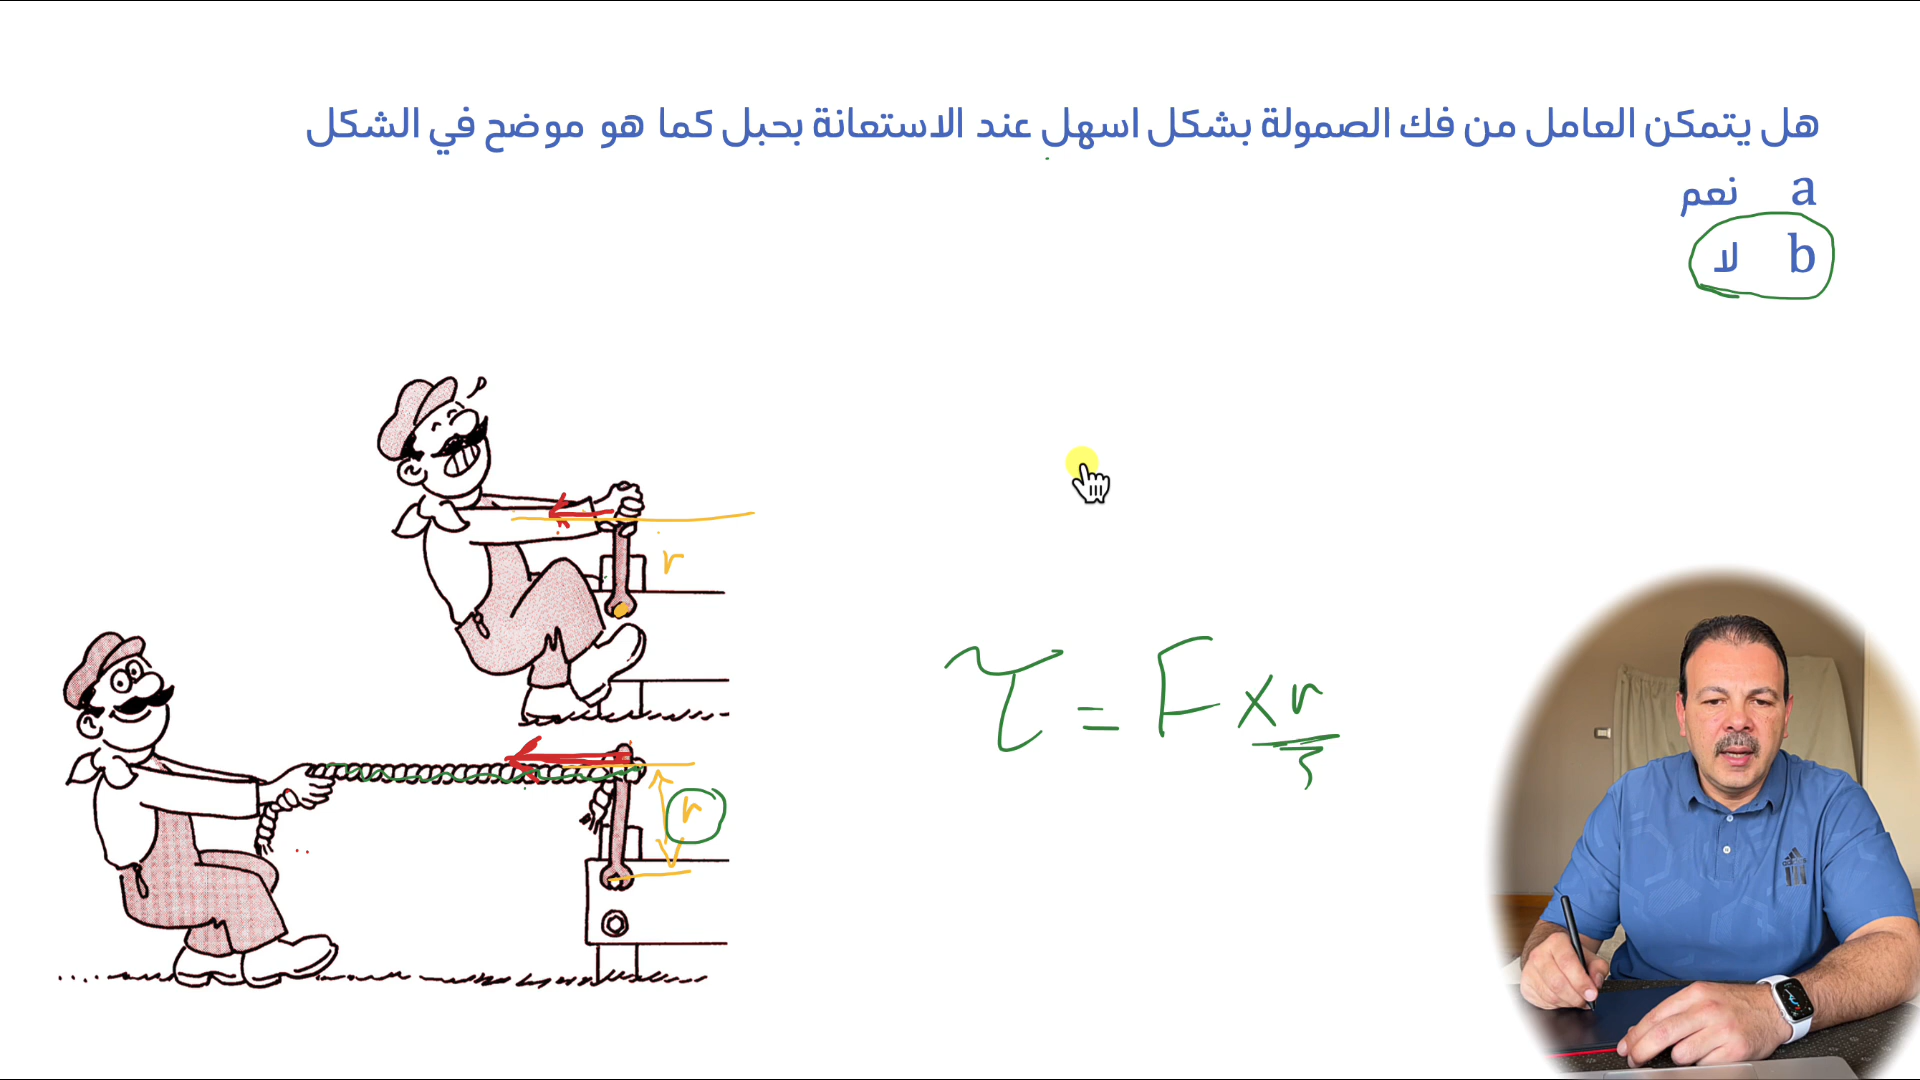 هل يتمكن العامل من فك الصمولة بشكل اسهل عند الاستعانة بحبل كما هو موضح في الشكل
a نعم
b لا
r
τ = F × r
r